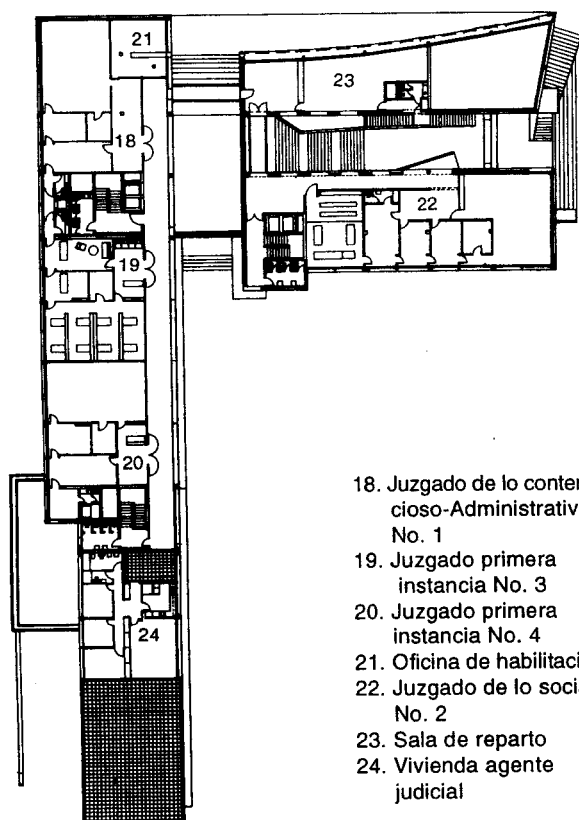 21
23
18
22
19
20
24
18. Juzgado de lo conten
cioso-Administrativ
No. 1
19. Juzgado primera
instancia No. 3
20. Juzgado primera
instancia No. 4
21. Oficina de habilitaci
22. Juzgado de lo socia
No. 2
23. Sala de reparto
24. Vivienda agente
judicial